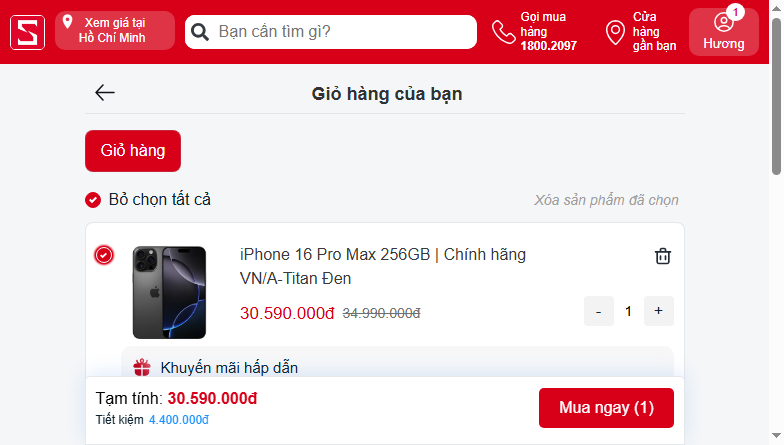 S
Xem giá tại
Hồ Chí Minh
Bạn cần tìm gì?
Gọi mua
hàng
1800.2097
Cửa
hàng
gần bạn
1
Hương
Giỏ hàng của bạn
Giỏ hàng
Bỏ chọn tất cả
Xóa sản phẩm đã chọn
iPhone 16 Pro Max 256GB | Chính hãng
VN/A-Titan Đen
30.590.000đ 34.990.000đ
- 1 +
Khuyến mãi hấp dẫn
Tạm tính: 30.590.000đ
Tiết kiệm 4.400.000đ
Mua ngay (1)